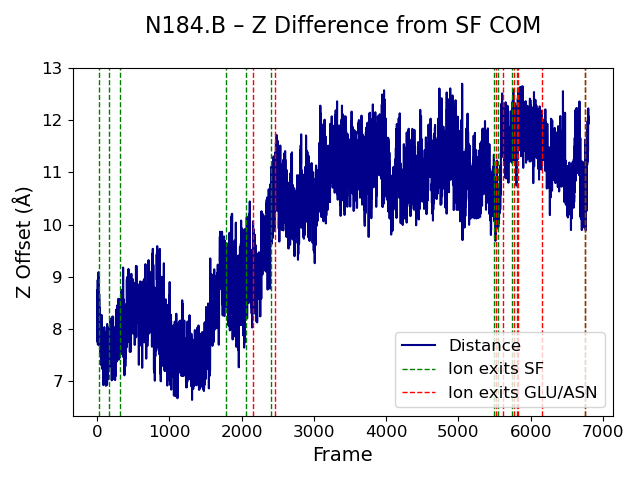 N184.B – Z Difference from SF COM
13
12
11
10
9
8
7
Z Offset (Å)
Distance
Ion exits SF
Ion exits GLU/ASN
0 1000 2000 3000 4000 5000 6000 7000
Frame